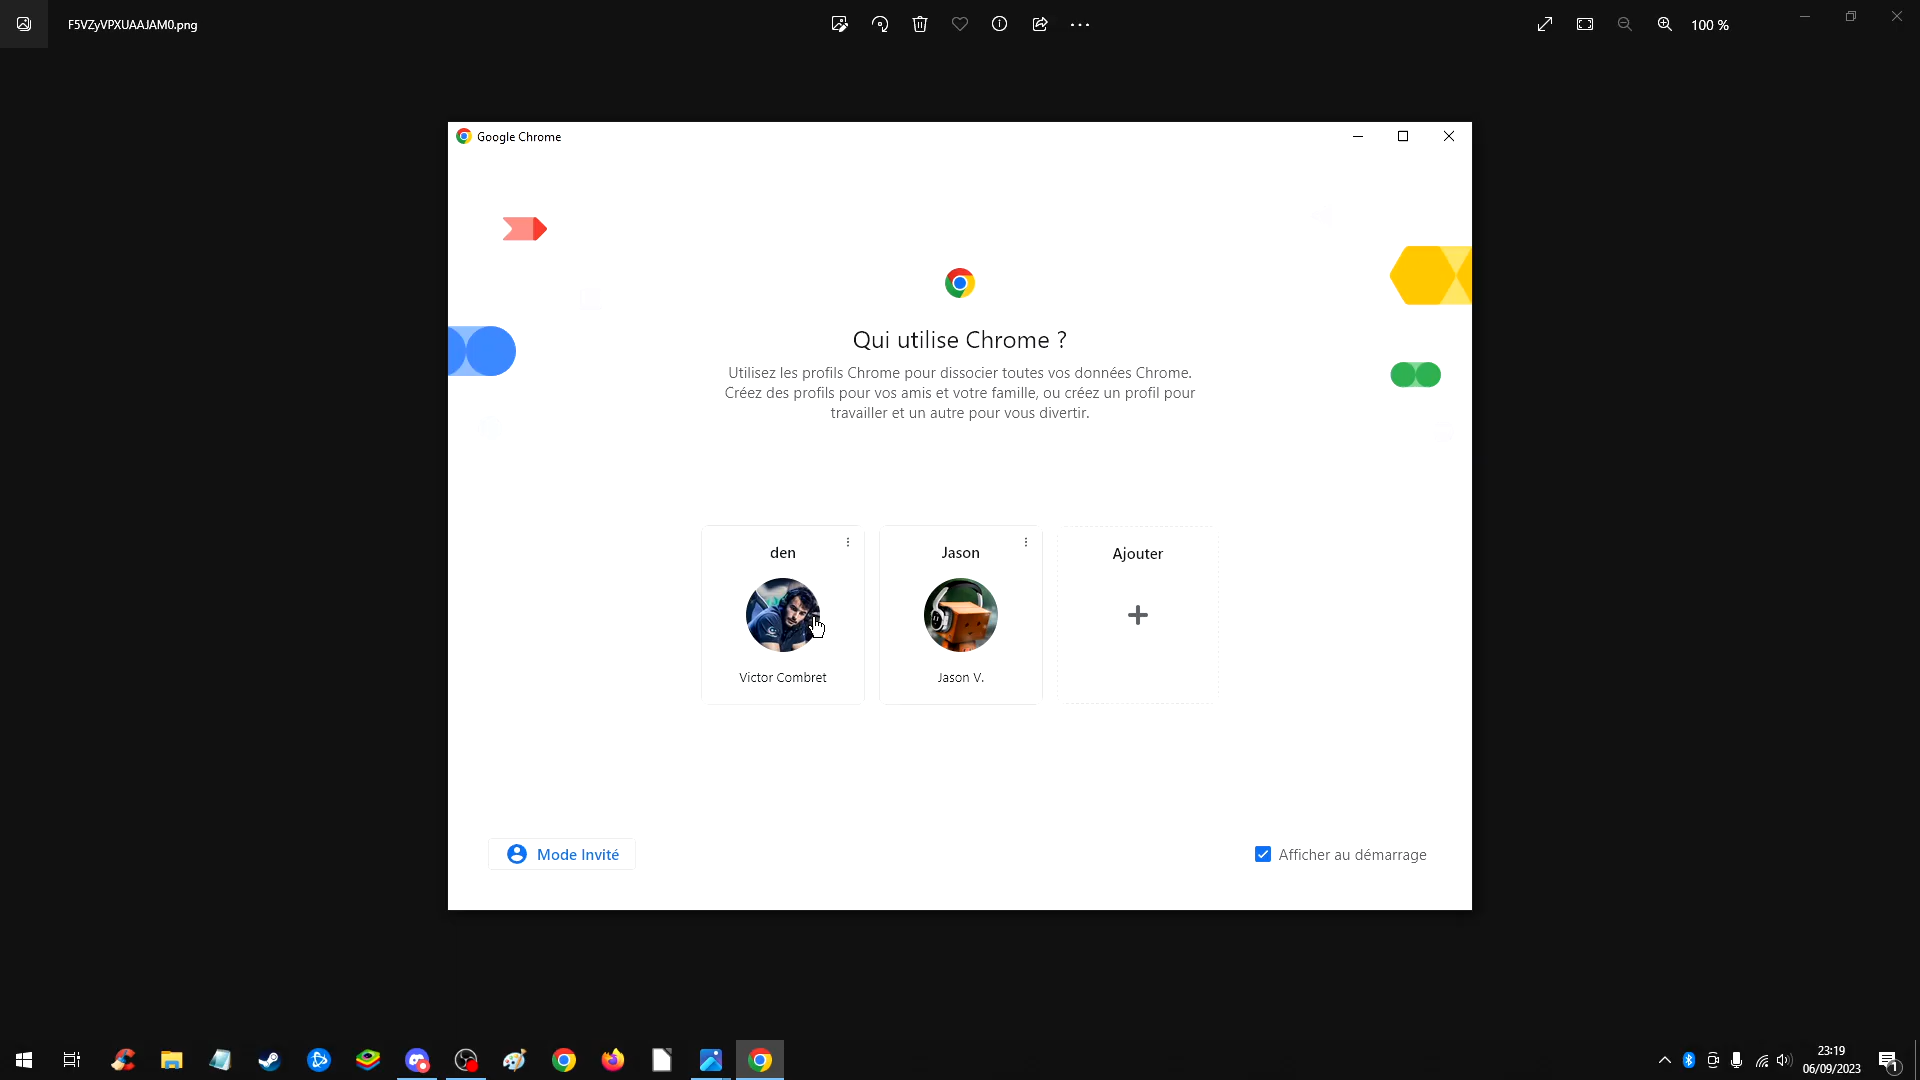 F5VZyVPXUAAJAM0.png
100 %
Google Chrome
Qui utilise Chrome ?
Utilisez les profils Chrome pour dissocier toutes vos données Chrome.
Créez des profils pour vos amis et votre famille, ou créez un profil pour
travailler et un autre pour vous divertir.
den
Jason
Ajouter
Victor Combret
Jason V.
Mode Invité
Afficher au démarrage
23:19
06/09/2023
1